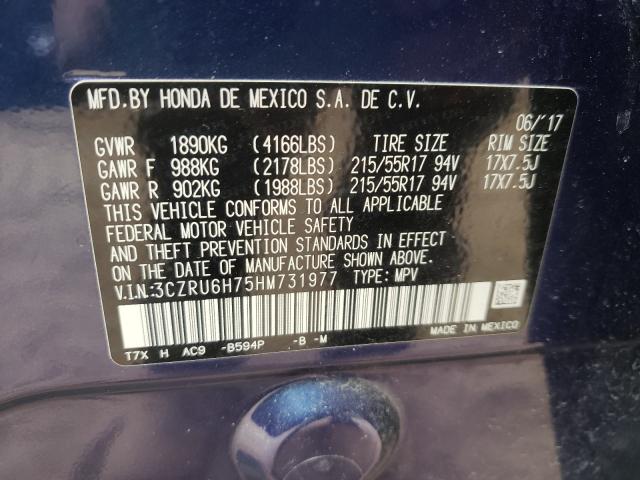 MFD.BY HONDA DE MEXICO S.A. DE C.V.
06/'17
GVWR 1890KG (4166LBS) TIRE SIZE RIM SIZE
GAWR F 988KG (2178LBS) 215/55R17 94V 17X7.5J
GAWR R 902KG (1988LBS) 215/55R17 94V 17X7.5J
THIS VEHICLE CONFORMS TO ALL APPLICABLE
FEDERAL MOTOR VEHICLE SAFETY
AND THEFT PREVENTION STANDARDS IN EFFECT
ON THE DATE OF MANUFACTURE SHOWN ABOVE.
V.I.N.:3CZRU6H75HM731977 TYPE: MPV
MADE IN MEXICO
T7X H AC9 -B594P -B -M